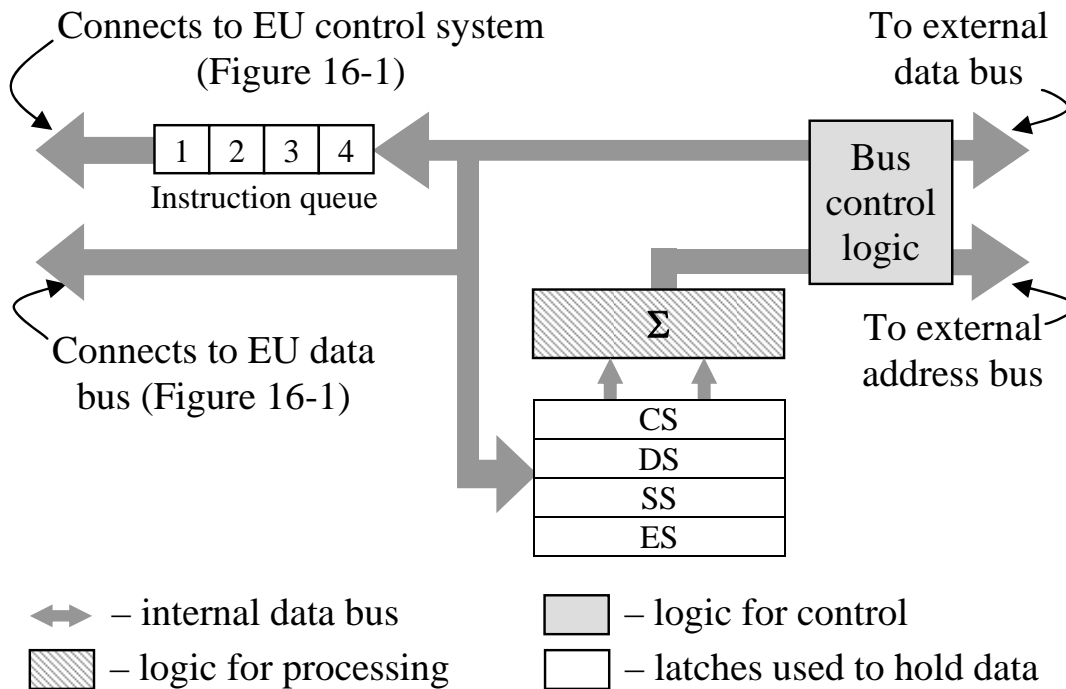 Connects to EU control system
(Figure 16-1)
To external
data bus
1 2 3 4
Instruction queue
Bus
control
logic
Σ
Connects to EU data
bus (Figure 16-1)
To external
address bus
CS
DS
SS
ES
– internal data bus
– logic for control
– logic for processing
– latches used to hold data